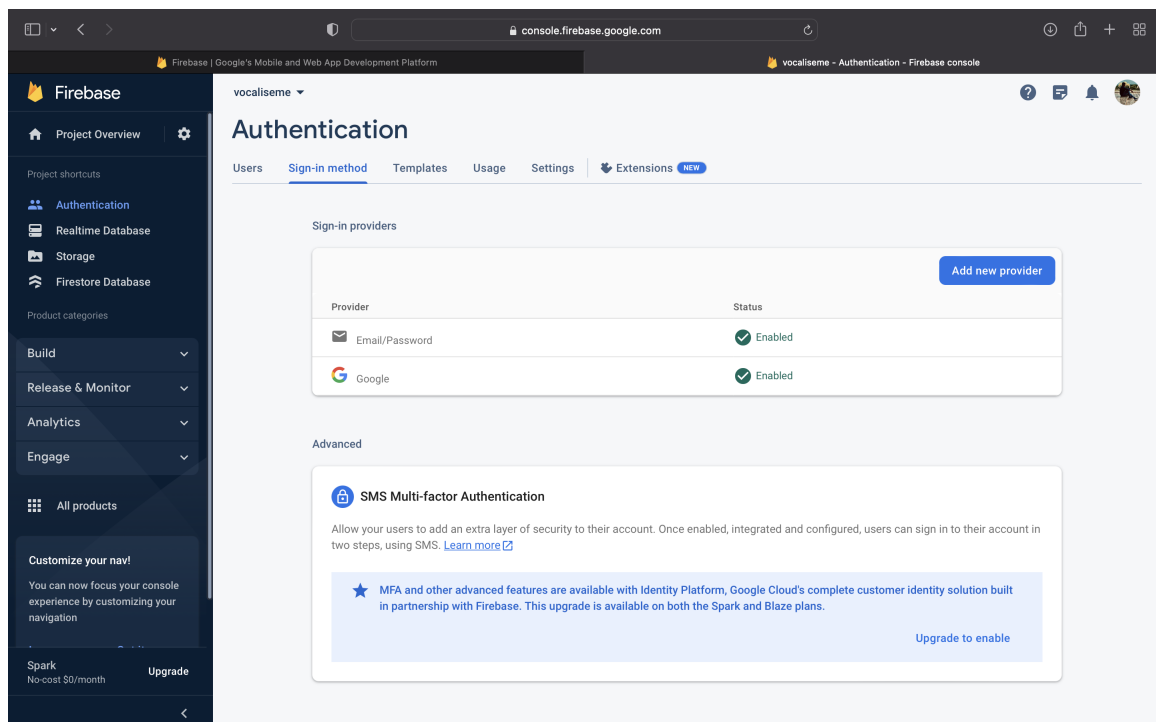 console.firebase.google.com
Firebase | Google's Mobile and Web App Development Platform
vocaliseme - Authentication - Firebase console
Firebase
Project Overview
Project shortcuts
Authentication
Realtime Database
Storage
Firestore Database
Product categories
Build
Release & Monitor
Analytics
Engage
All products
Customize your nav!
You can now focus your console
experience by customizing your
navigation
Spark
No-cost $0/month
Upgrade
vocaliseme
Authentication
Users
Sign-in method
Templates
Usage
Settings
Extensions
NEW
Sign-in providers
Add new provider
Provider Status
Email/Password Enabled
Google Enabled
Advanced
SMS Multi-factor Authentication
Allow your users to add an extra layer of security to their account. Once enabled, integrated and configured, users can sign in to their account in
two steps, using SMS. Learn more
MFA and other advanced features are available with Identity Platform, Google Cloud's complete customer identity solution built
in partnership with Firebase. This upgrade is available on both the Spark and Blaze plans.
Upgrade to enable